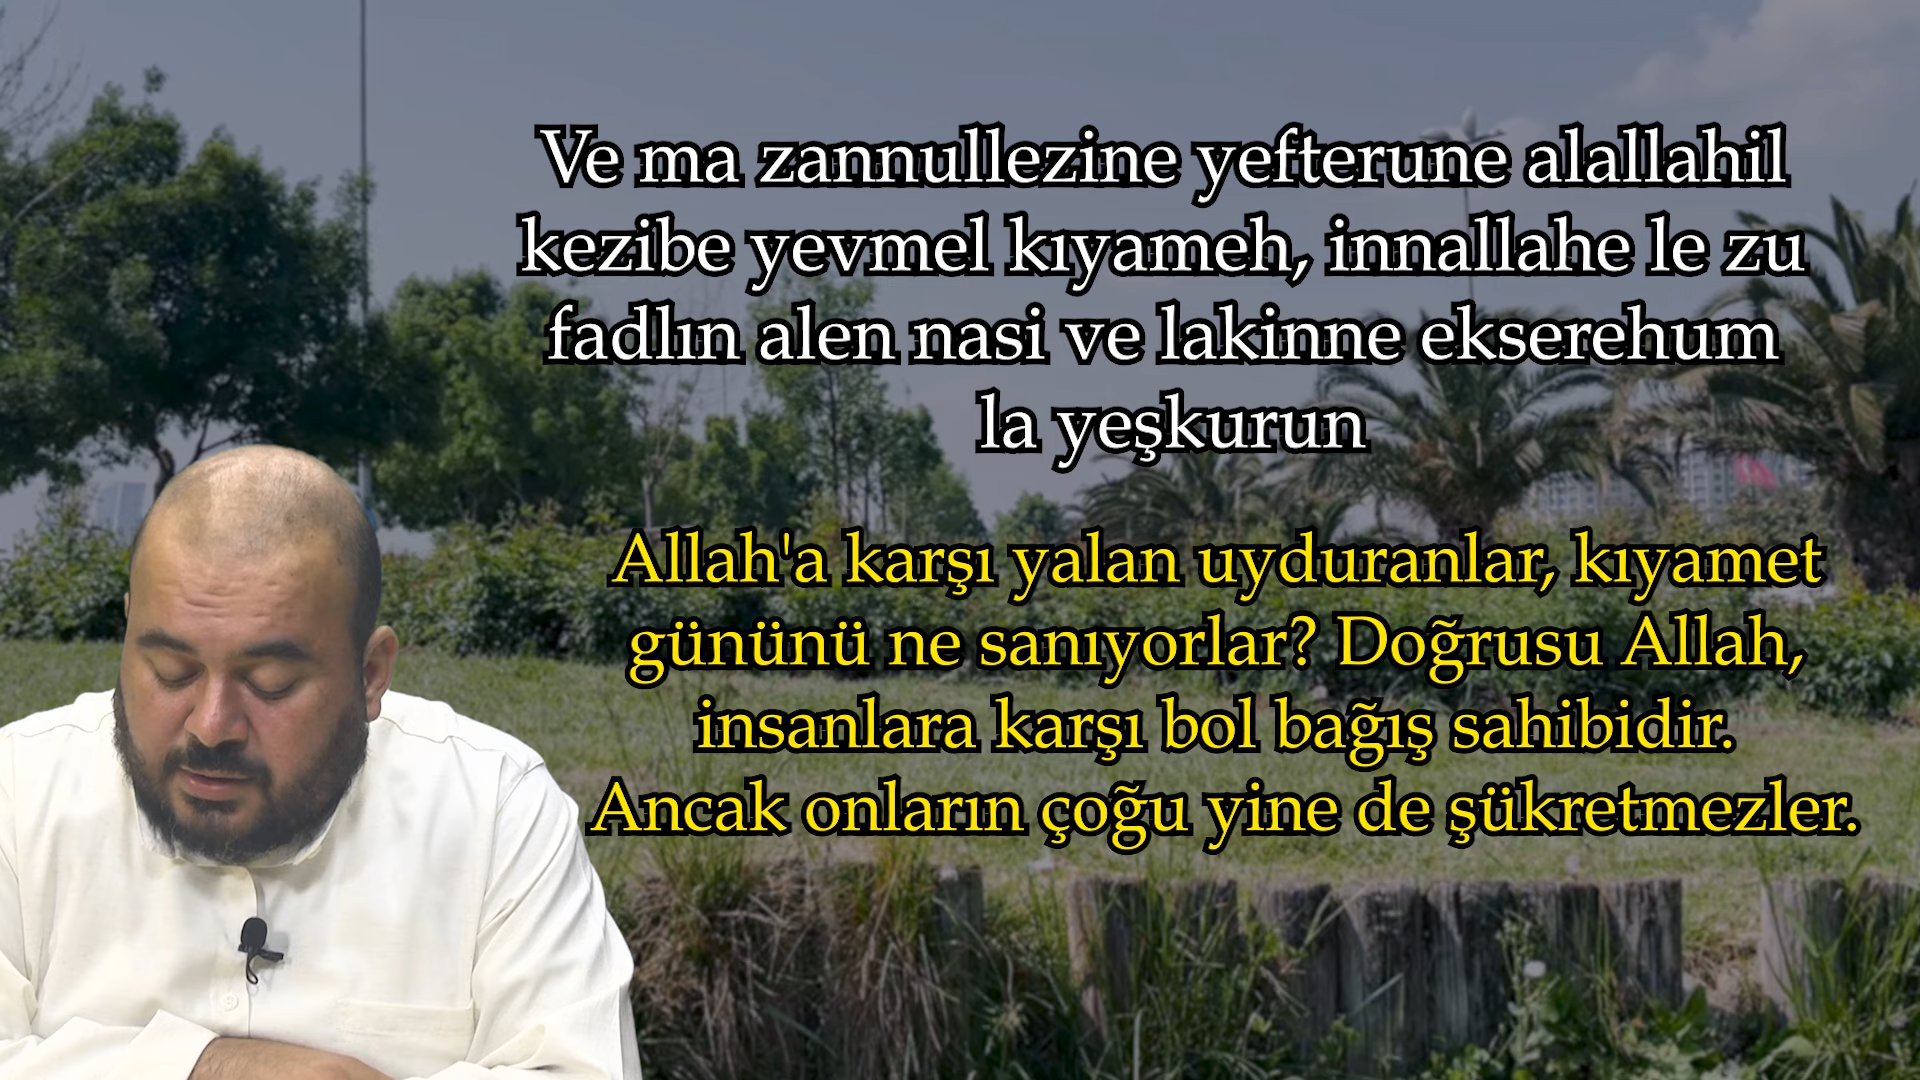 Ve ma zannullezine yefterune alallahil
kezibe yevmel kıyameh, innallahe le zu
fadlın alen nasi ve lakinne ekserehum
la yeşkurun
Allah'a karşı yalan uyduranlar, kıyamet
gününü ne sanıyorlar? Doğrusu Allah,
insanlara karşı bol bağış sahibidir.
Ancak onların çoğu yine de şükretmezler.